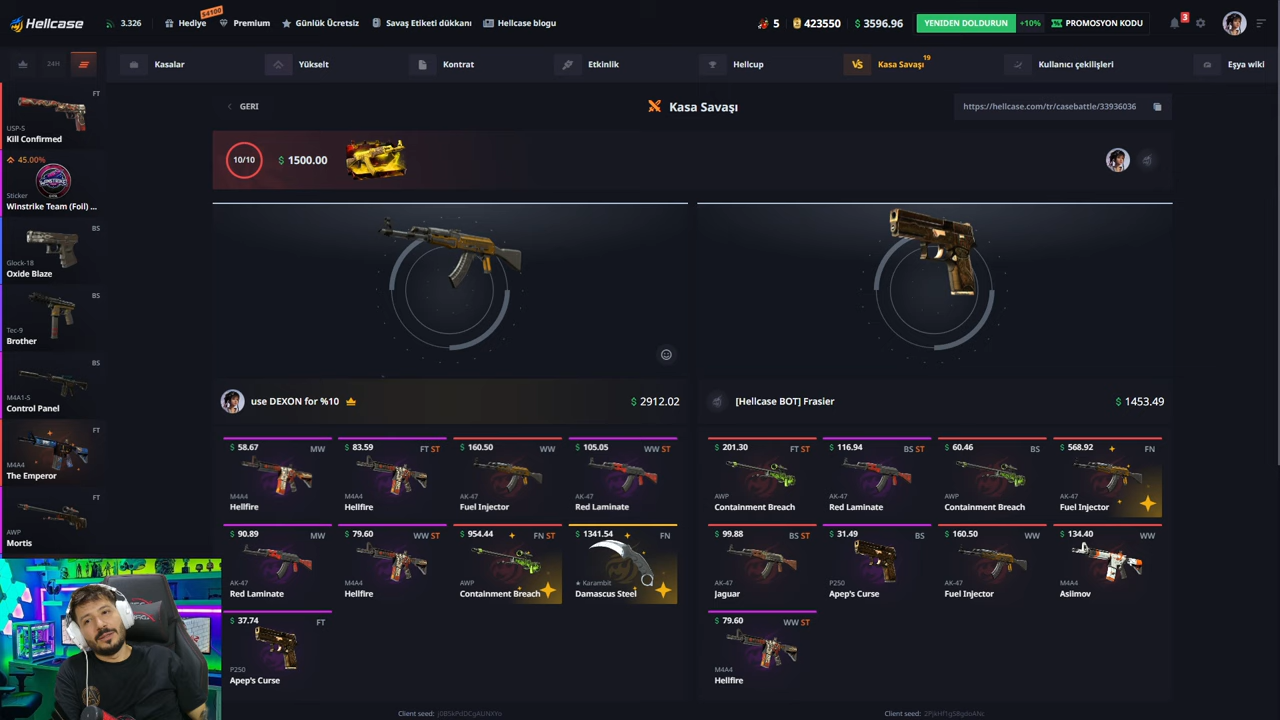 Hellcase
3.326
Hediye
$4100
Premium
Günlük Ücretsiz
Savaş Etiketi dükkanı
Hellcase blogu
5
423550
$ 3596.96
YENİDEN DOLDURUN
+10%
PROMOSYON KODU
3
24H
Kasalar
Yükselt
Kontrat
Etkinlik
Hellcup
VS
Kasa Savaşı
19
Kullanıcı çekilişleri
Eşya wiki
GERI
Kasa Savaşı
https://hellcase.com/tr/casebattle/33936036
10/10
$ 1500.00
FT
USP-S
Kill Confirmed
45.00%
Sticker
Winstrike Team (Foil) ...
BS
Glock-18
Oxide Blaze
BS
Tec-9
Brother
BS
M4A1-S
Control Panel
FT
M4A4
The Emperor
FT
AWP
Mortis
use DEXON for %10
$ 2912.02
[Hellcase BOT] Frasier
$ 1453.49
$ 58.67
MW
M4A4
Hellfire
$ 83.59
FT ST
M4A4
Hellfire
$ 160.50
WW
AK-47
Fuel Injector
$ 105.05
WW ST
AK-47
Red Laminate
$ 90.89
MW
AK-47
Red Laminate
$ 79.60
WW ST
M4A4
Hellfire
$ 954.44
FN ST
AWP
Containment Breach
$ 1341.54
FN
★ Karambit
Damascus Steel
$ 37.74
FT
P250
Apep's Curse
$ 201.30
FT ST
AWP
Containment Breach
$ 116.94
BS ST
AK-47
Red Laminate
$ 60.46
BS
AWP
Containment Breach
$ 568.92
FN
AK-47
Fuel Injector
$ 99.88
BS ST
AK-47
Jaguar
$ 31.49
BS
P250
Apep's Curse
$ 160.50
WW
AK-47
Fuel Injector
$ 134.40
WW
M4A4
Asiimov
$ 79.60
WW ST
M4A4
Hellfire
Client seed:
Client seed: